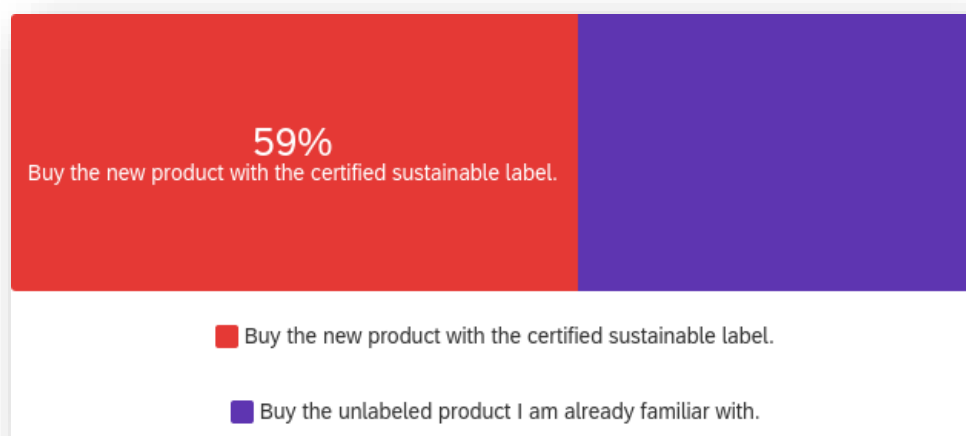 59%
Buy the new product with the certified sustainable label.
Buy the new product with the certified sustainable label.
Buy the unlabeled product I am already familiar with.